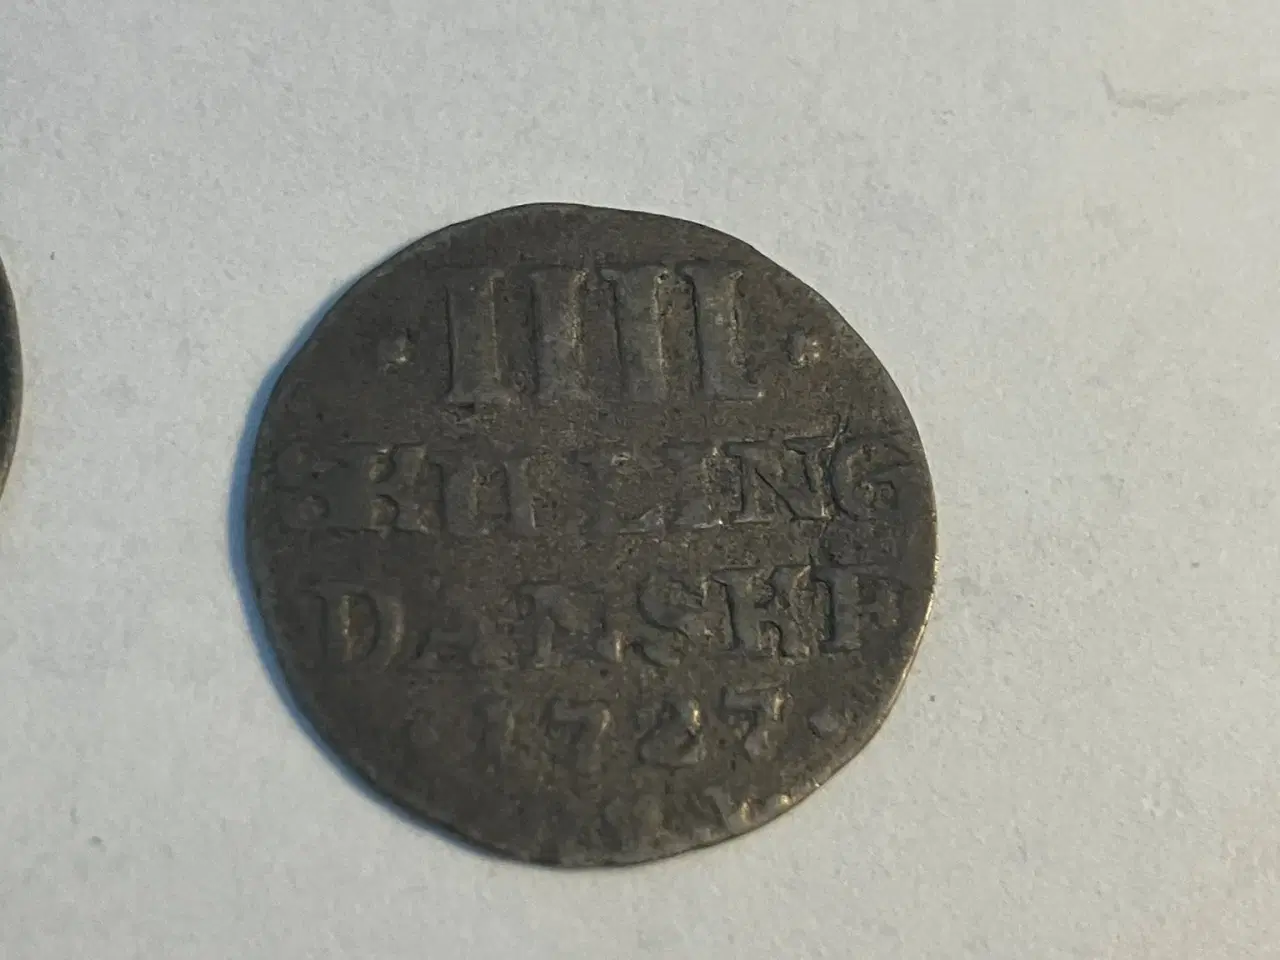 · IIII ·
SKILLING
DANSKE
· 1727 ·